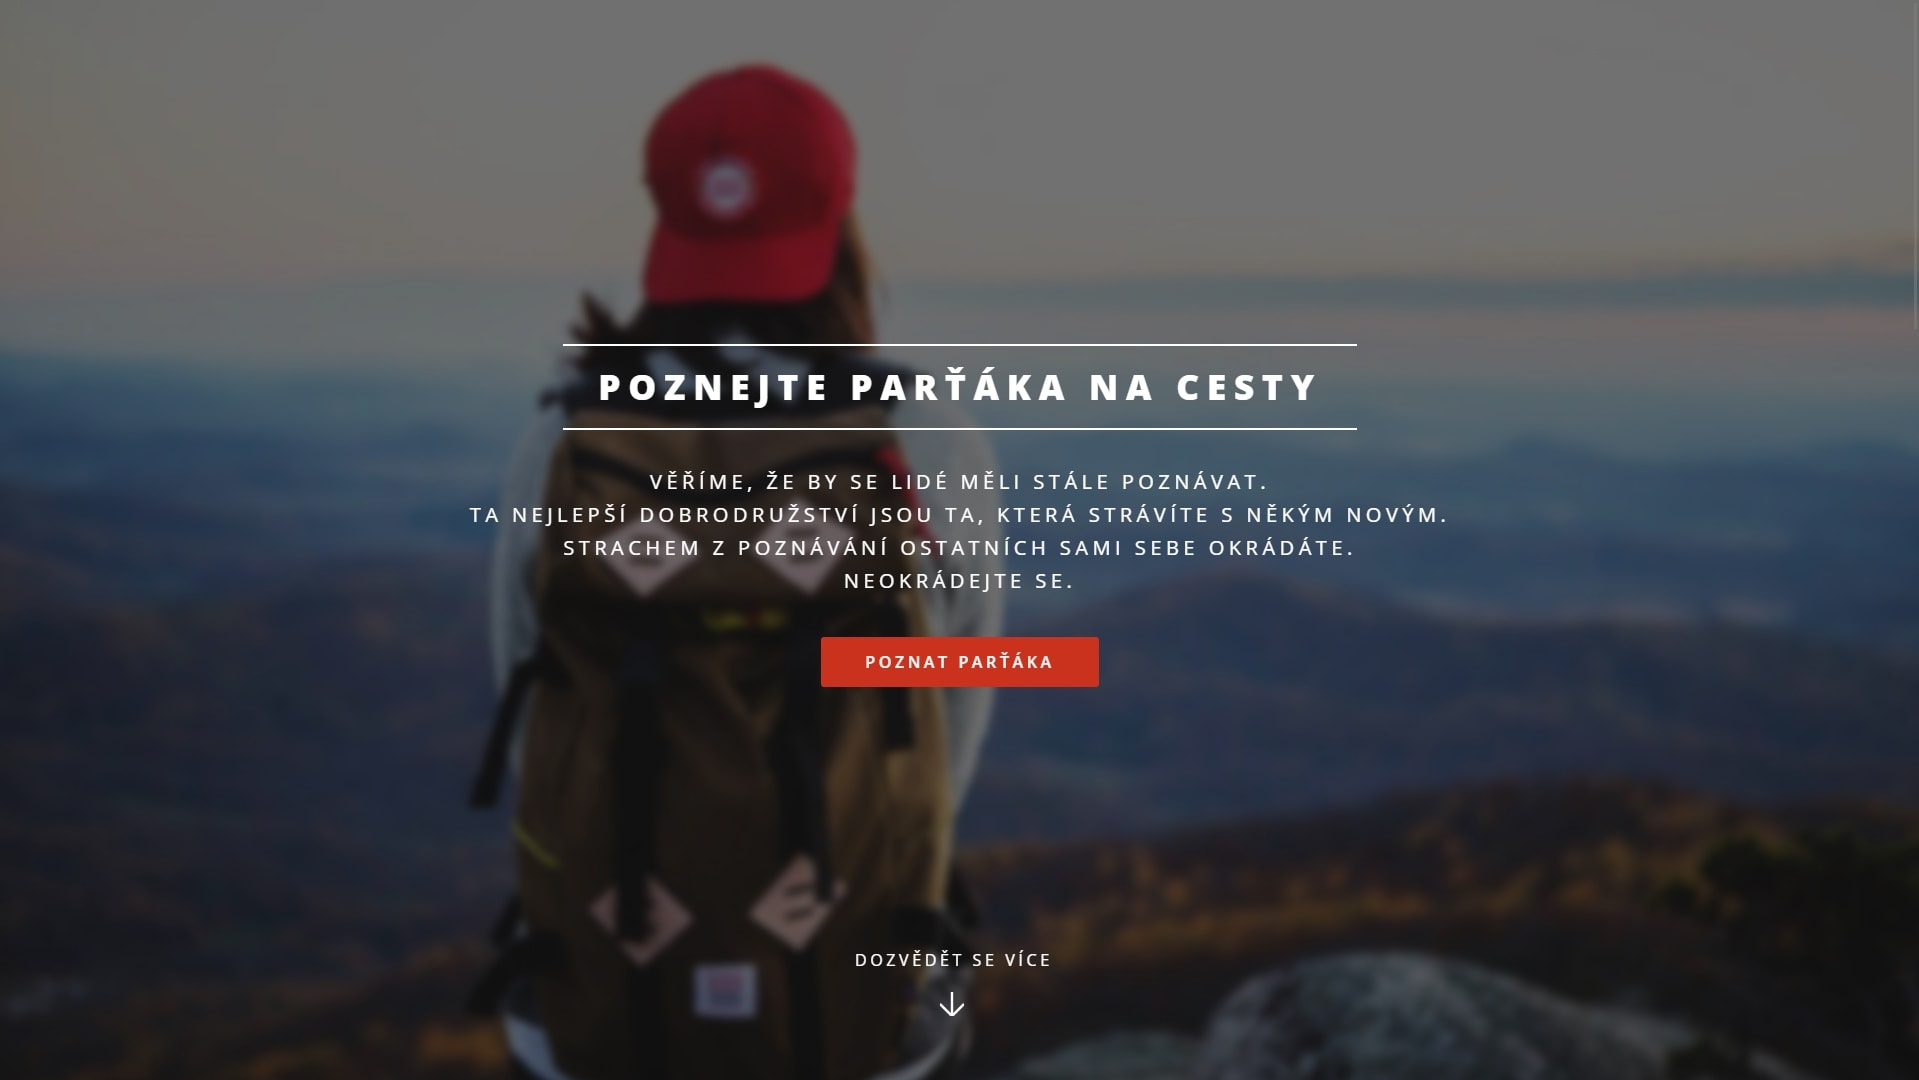 POZNEJTE PARŤÁKA NA CESTY
VĚŘÍME, ŽE BY SE LIDÉ MĚLI STÁLE POZNÁVAT.
TA NEJLEPŠÍ DOBRODRUŽSTVÍ JSOU TA, KTERÁ STRÁVÍTE S NĚKÝM NOVÝM.
STRACHEM Z POZNÁVÁNÍ OSTATNÍCH SAMI SEBE OKRÁDÁTE.
NEOKRÁDEJTE SE.
POZNAT PARŤÁKA
DOZVĚDĚT SE VÍCE